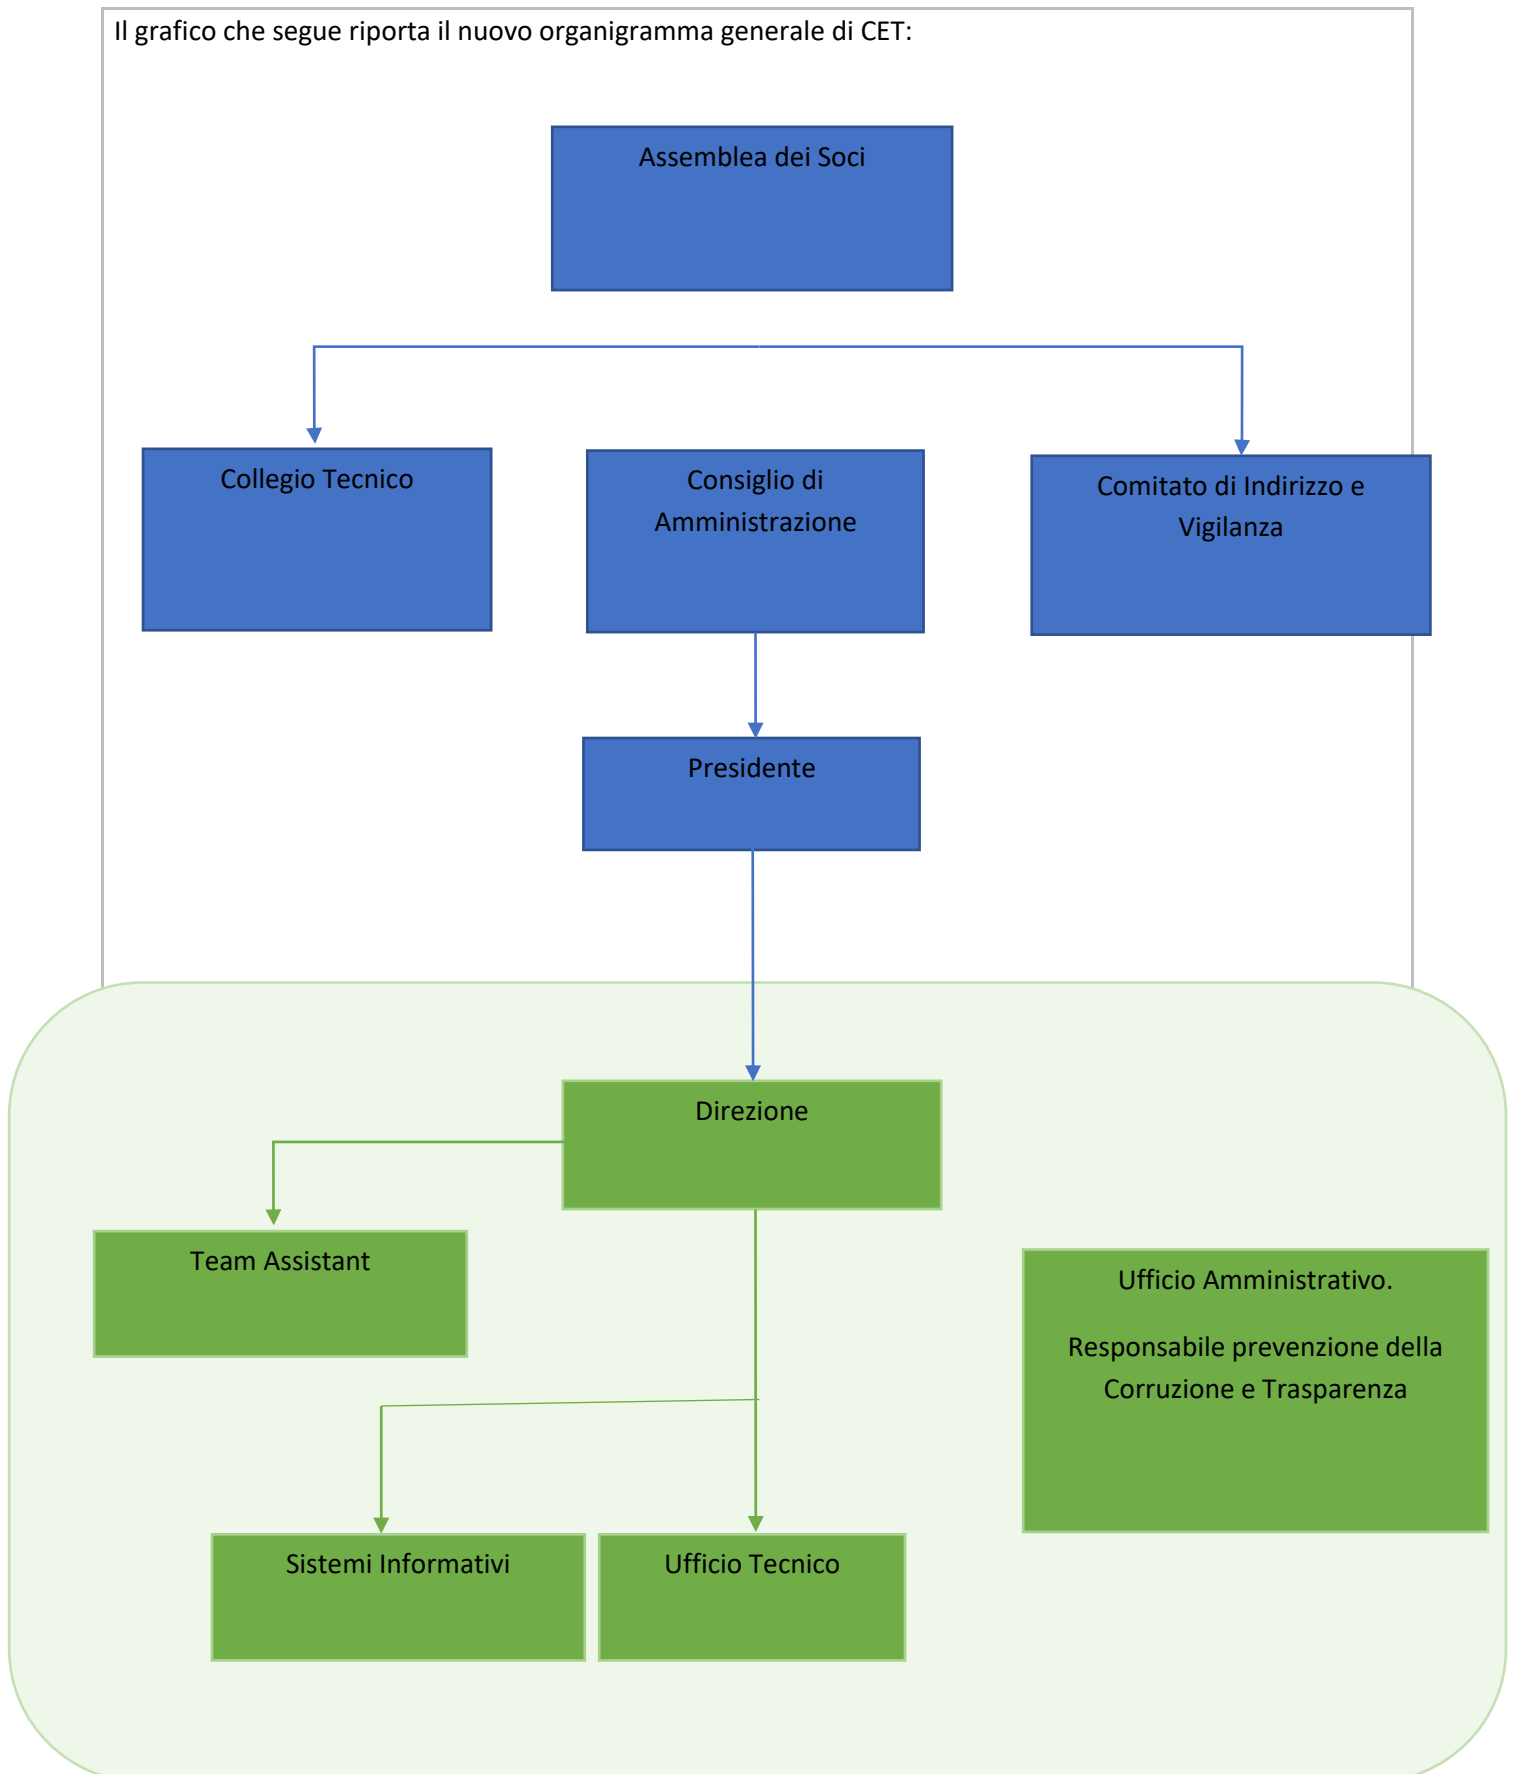 Il grafico che segue riporta il nuovo organigramma generale di CET:
Assemblea dei Soci
Collegio Tecnico
Consiglio di
Amministrazione
Comitato di Indirizzo e
Vigilanza
Presidente
Direzione
Team Assistant
Ufficio Amministrativo.
Responsabile prevenzione della
Corruzione e Trasparenza
Sistemi Informativi
Ufficio Tecnico